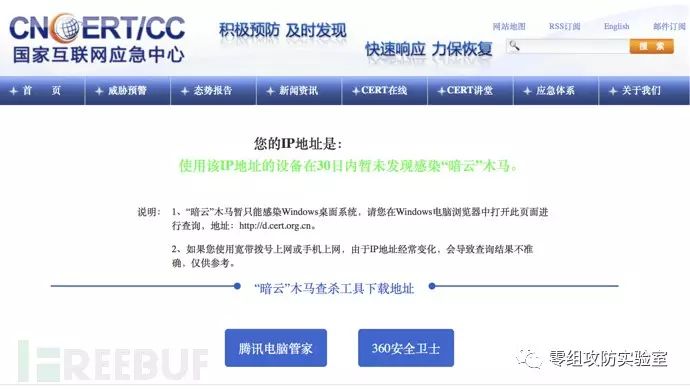 CNCERT/CC
国家互联网应急中心
积极预防 及时发现
快速响应 力保恢复
网站地图 RSS订阅 English 邮件订阅
搜 索
首 页 威胁预警 态势报告 新闻资讯 CERT在线 CERT讲堂 应急体系 关于我们
您的IP地址是:
使用该IP地址的设备在30日内暂未发现感染“暗云”木马。
说明: 1、“暗云”木马暂只能感染Windows桌面系统，请您在Windows电脑浏览器中打开此页面进
行查询，地址：http://d.cert.org.cn。
2、如果您使用宽带拨号上网或手机上网，由于IP地址经常变化，会导致查询结果不准
确，仅供参考。
“暗云”木马查杀工具下载地址
腾讯电脑管家 360安全卫士
FREEBUF
零组攻防实验室